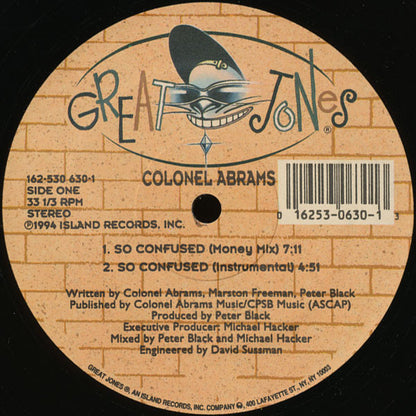 GREAT JONES ®
COLONEL ABRAMS
162-530 630-1
SIDE ONE
33 1/3 RPM
STEREO
℗1994 ISLAND RECORDS, INC.
0 16253-0630-1 3
1. SO CONFUSED (Money Mix) 7:11
2. SO CONFUSED (Instrumental) 4:51
Written by Colonel Abrams, Marston Freeman, Peter Black
Published by Colonel Abrams Music/CPSB Music (ASCAP)
Produced by Peter Black
Executive Producer: Michael Hacker
Mixed by Peter Black and Michael Hacker
Engineered by David Sussman
GREAT JONES ®, AN ISLAND RECORDS, INC. COMPANY ℗, 400 LAFAYETTE ST., NY, NY 10003